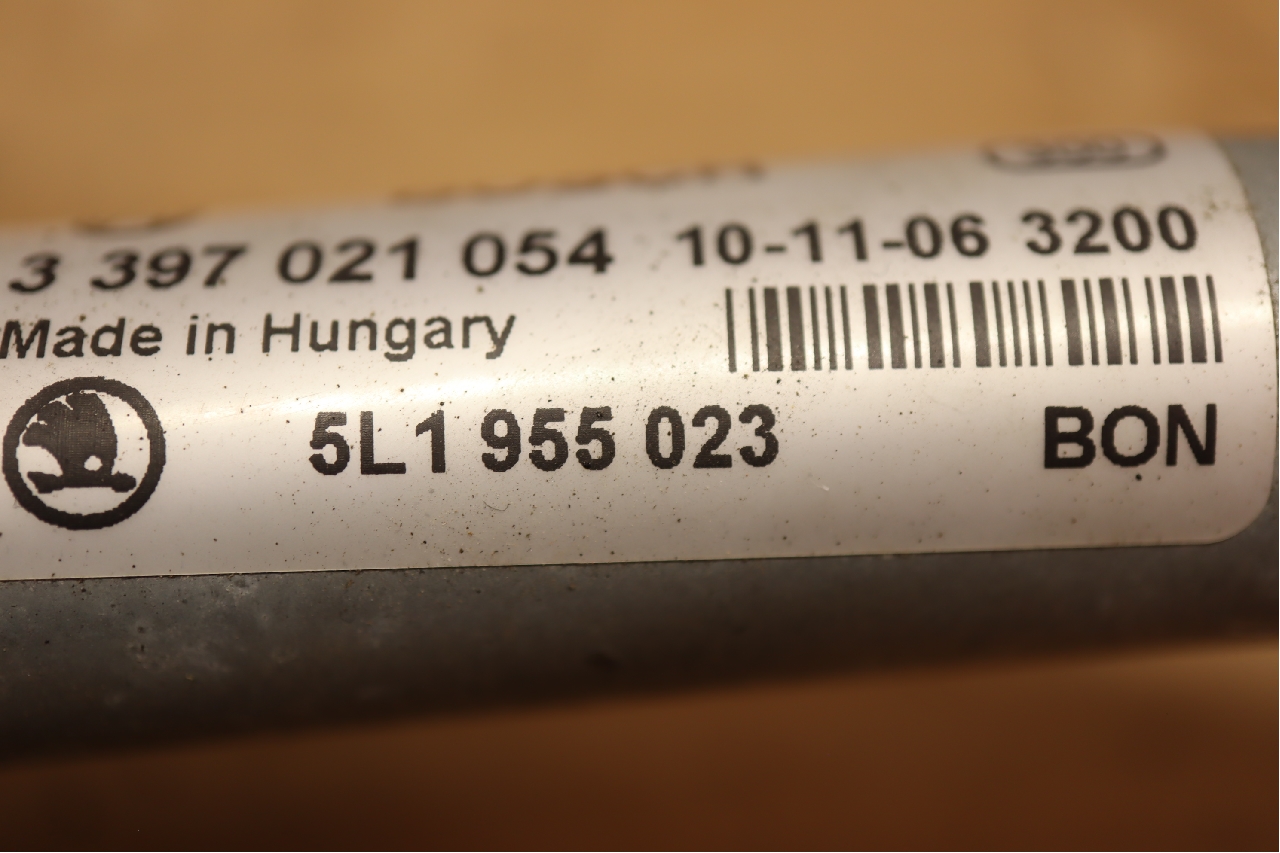 3 397 021 054 10-11-06 3200
Made in Hungary
5L1 955 023 BON